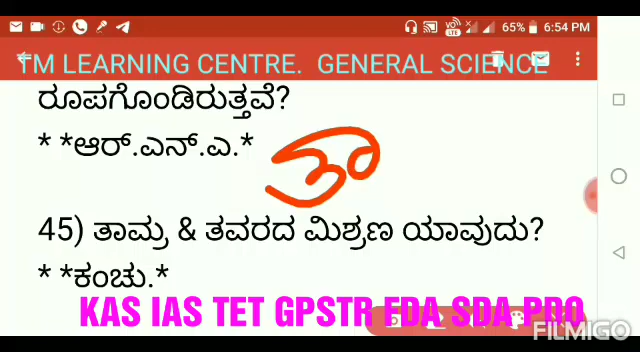 65% 6:54 PM
TM LEARNING CENTRE. GENERAL SCIENCE
ರೂಪಗೊಂಡಿರುತ್ತವೆ?
* *ಆರ್.ಎನ್.ಎ.*
45) ತಾಮ್ರ & ತವರದ ಮಿಶ್ರಣ ಯಾವುದು?
* *ಕಂಚು.*
KAS IAS TET GPSTR FDA SDA PDO
FILMIGO